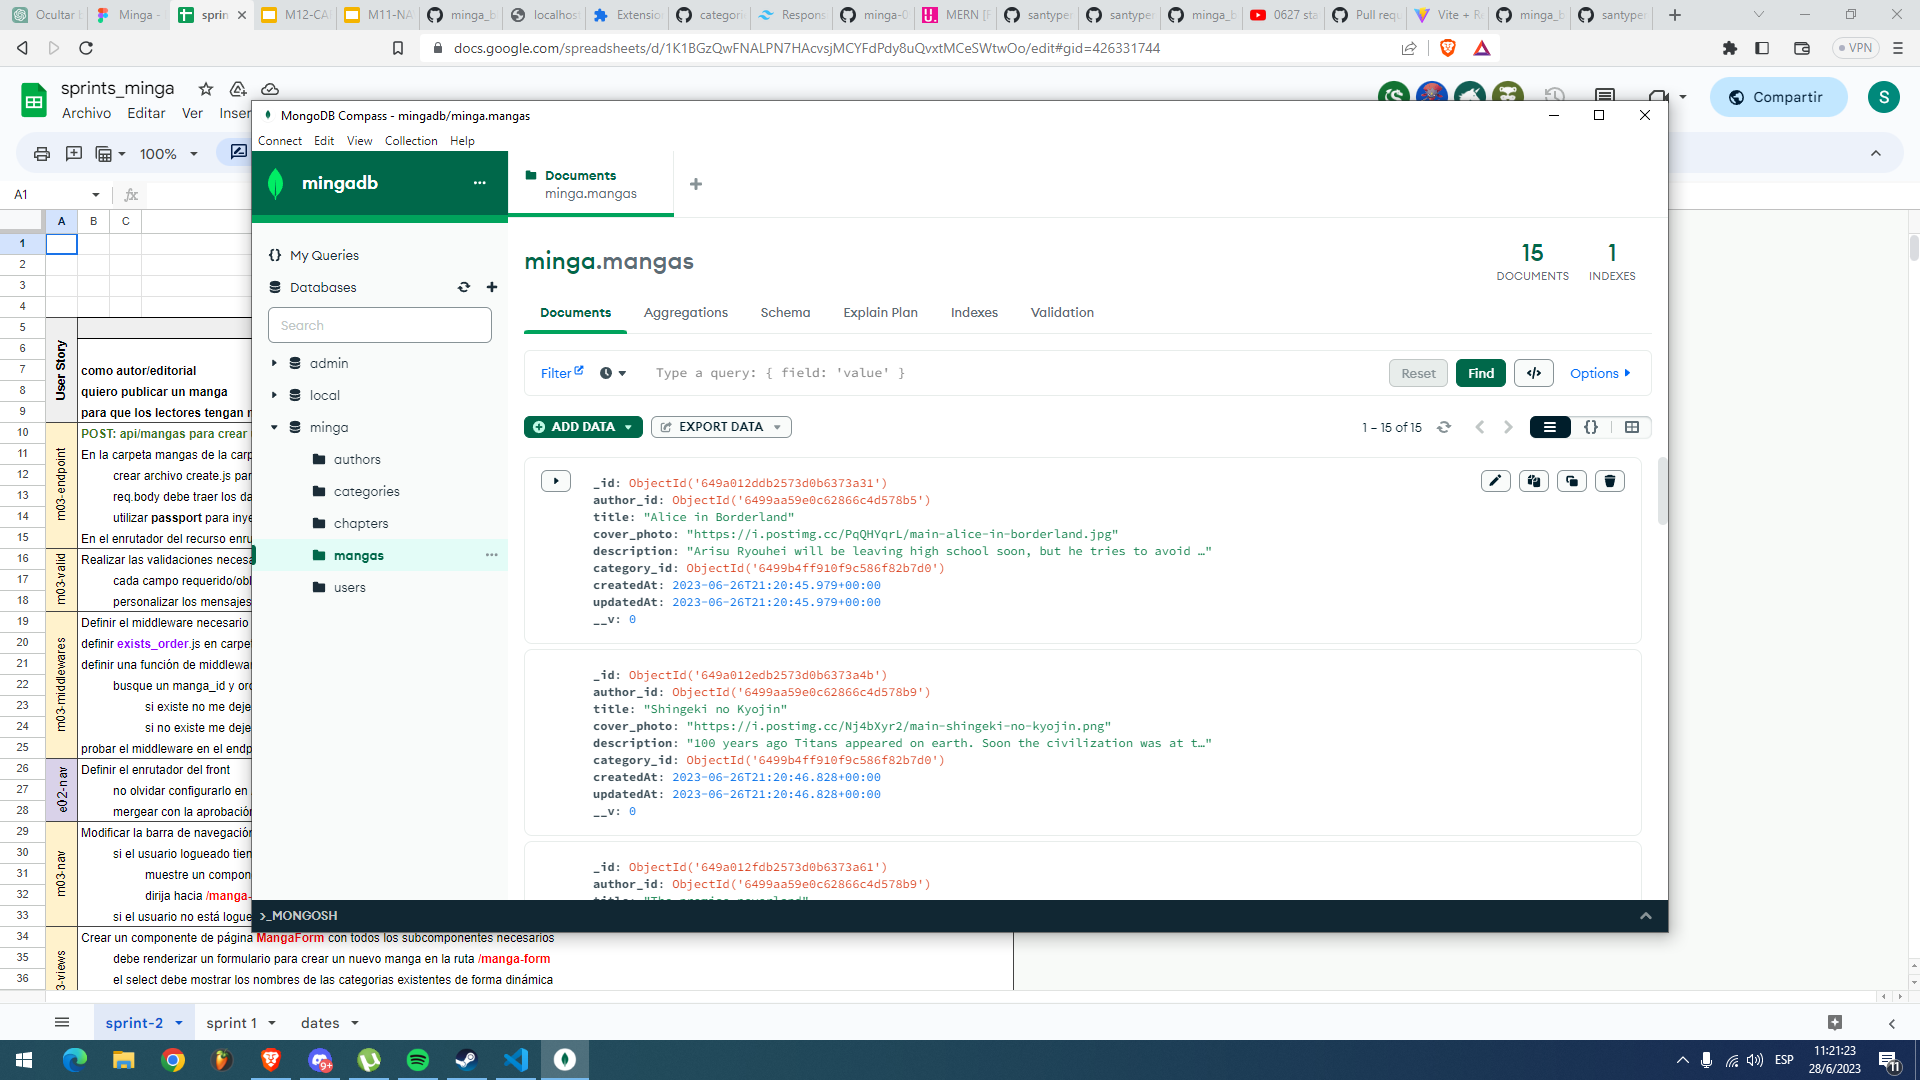 Ocultar
Minga -
sprin
M12-CA
M11-NA
minga_b
localhos
Extension
categori
Respons
minga-0
MERN [
santyper
santyper
minga_b
0627 sta
Pull requ
Vite + R
minga_b
santyper
docs.google.com/spreadsheets/d/1K1BGzQwFNALPN7HAcvsjMCYFdPdy8uQvxtMCeSWtwOo/edit#gid=426331744
VPN
sprints_minga
Archivo Editar Ver Inser
Compartir
S
100%
A1
fx
A B C
1
2
3
4
5
6
7
8
9
10
11
12
13
14
15
16
17
18
19
20
21
22
23
24
25
26
27
28
29
30
31
32
33
34
35
36
User Story
como autor/editorial
quiero publicar un manga
para que los lectores tengan
m03-endpoint
POST: api/mangas para crear
En la carpeta mangas de la carp
crear archivo create.js par
req.body debe traer los da
utilizar passport para inye
En el enrutador del recurso enru
m03-valid
Realizar las validaciones necesa
cada campo requerido/obl
personalizar los mensajes
m03-middlewares
Definir el middleware necesario
definir exists_order.js en carpet
definir una función de middlewar
busque un manga_id y ord
si existe no me deje
si no existe me deje
probar el middleware en el endp
e02-nav
Definir el enrutador del front
no olvidar configurarlo en
mergear con la aprobación
m03-nav
Modificar la barra de navegación
si el usuario logueado tien
muestre un compon
dirija hacia /manga-
si el usuario no está logue
3-views
Crear un componente de página MangaForm con todos los subcomponentes necesarios
debe renderizar un formulario para crear un nuevo manga en la ruta /manga-form
el select debe mostrar los nombres de las categorias existentes de forma dinámica
MongoDB Compass - mingadb/minga.mangas
Connect Edit View Collection Help
mingadb
Documents
minga.mangas
My Queries
Databases
Search
admin
local
minga
authors
categories
chapters
mangas
users
minga.mangas
15
DOCUMENTS
1
INDEXES
Documents Aggregations Schema Explain Plan Indexes Validation
Filter
Type a query: { field: 'value' }
Reset
Find
</>
Options
ADD DATA
EXPORT DATA
1 – 15 of 15
{}
_id: ObjectId('649a012ddb2573d0b6373a31')
author_id: ObjectId('6499aa59e0c62866c4d578b5')
title: "Alice in Borderland"
cover_photo: "https://i.postimg.cc/PqQHYqrL/main-alice-in-borderland.jpg"
description: "Arisu Ryouhei will be leaving high school soon, but he tries to avoid …"
category_id: ObjectId('6499b4ff910f9c586f82b7d0')
createdAt: 2023-06-26T21:20:45.979+00:00
updatedAt: 2023-06-26T21:20:45.979+00:00
__v: 0
_id: ObjectId('649a012edb2573d0b6373a4b')
author_id: ObjectId('6499aa59e0c62866c4d578b9')
title: "Shingeki no Kyojin"
cover_photo: "https://i.postimg.cc/Nj4bXyr2/main-shingeki-no-kyojin.png"
description: "100 years ago Titans appeared on earth. Soon the civilization was at t…"
category_id: ObjectId('6499b4ff910f9c586f82b7d0')
createdAt: 2023-06-26T21:20:46.828+00:00
updatedAt: 2023-06-26T21:20:46.828+00:00
__v: 0
_id: ObjectId('649a012fdb2573d0b6373a61')
author_id: ObjectId('6499aa59e0c62866c4d578b9')
>_MONGOSH
sprint-2
sprint 1
dates
9+
ESP
11:21:23
28/6/2023
11